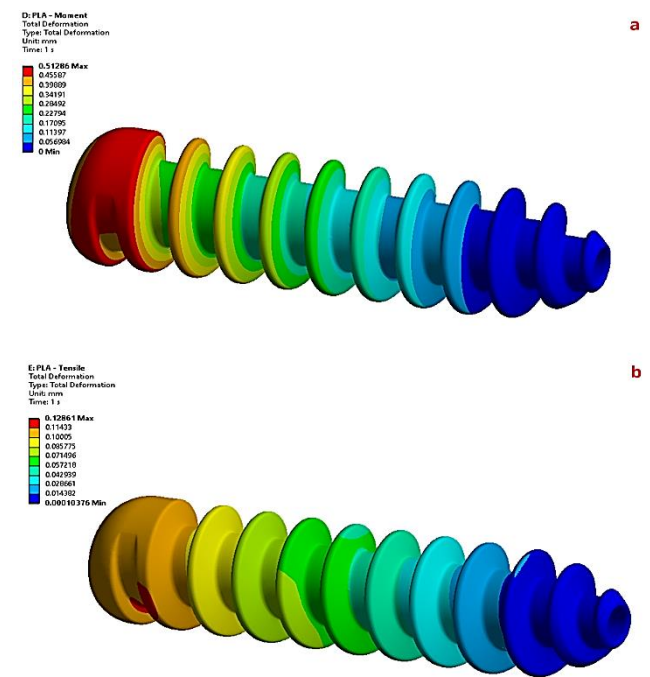 D: PLA - Moment
Total Deformation
Type: Total Deformation
Unit: mm
Time: 1 s
a
0.51286 Max
0.45587
0.39889
0.34191
0.28492
0.22794
0.17095
0.11397
0.056984
0 Min
E: PLA - Tensile
Total Deformation
Type: Total Deformation
Unit: mm
Time: 1 s
b
0.12861 Max
0.11433
0.10005
0.085775
0.071496
0.057218
0.042939
0.028661
0.014382
0.00010376 Min